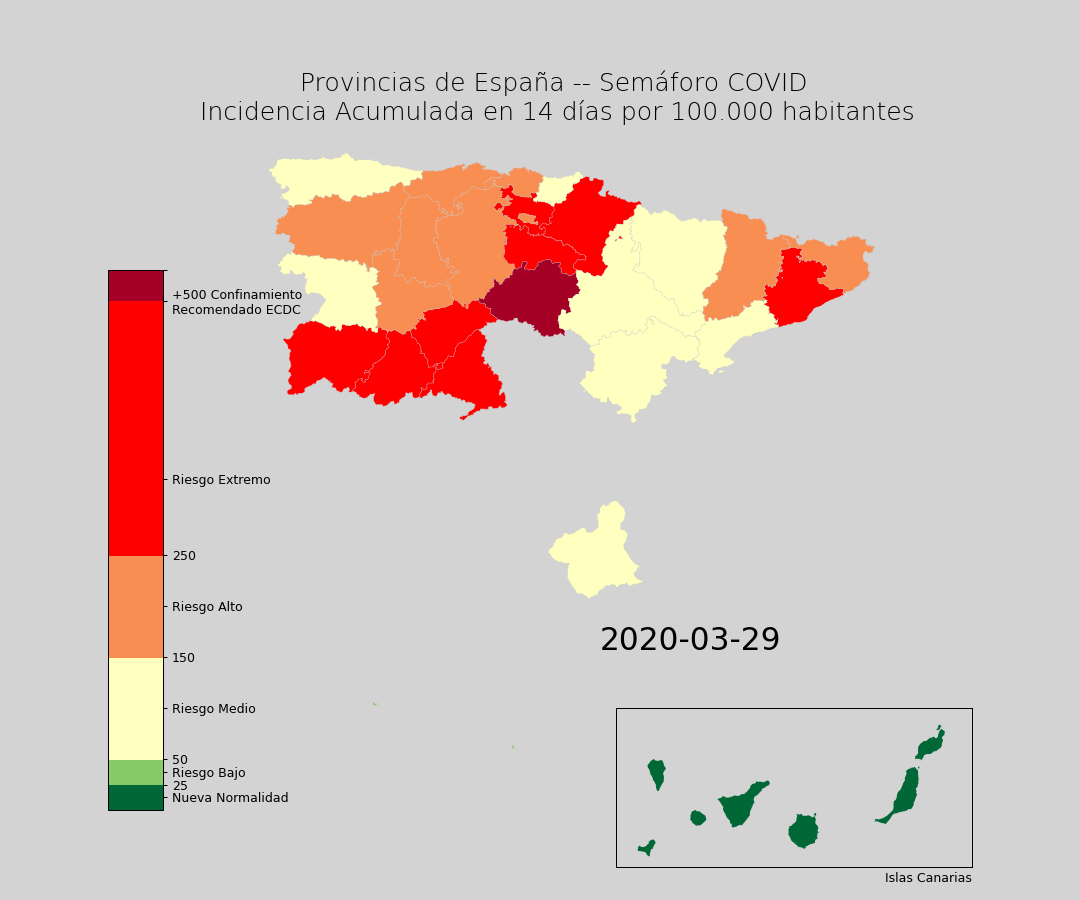 Provincias de España -- Semáforo COVID
Incidencia Acumulada en 14 días por 100.000 habitantes
+500 Confinamiento
Recomendado ECDC
Riesgo Extremo
250
Riesgo Alto
150
Riesgo Medio
50
Riesgo Bajo
25
Nueva Normalidad
2020-03-29
Islas Canarias